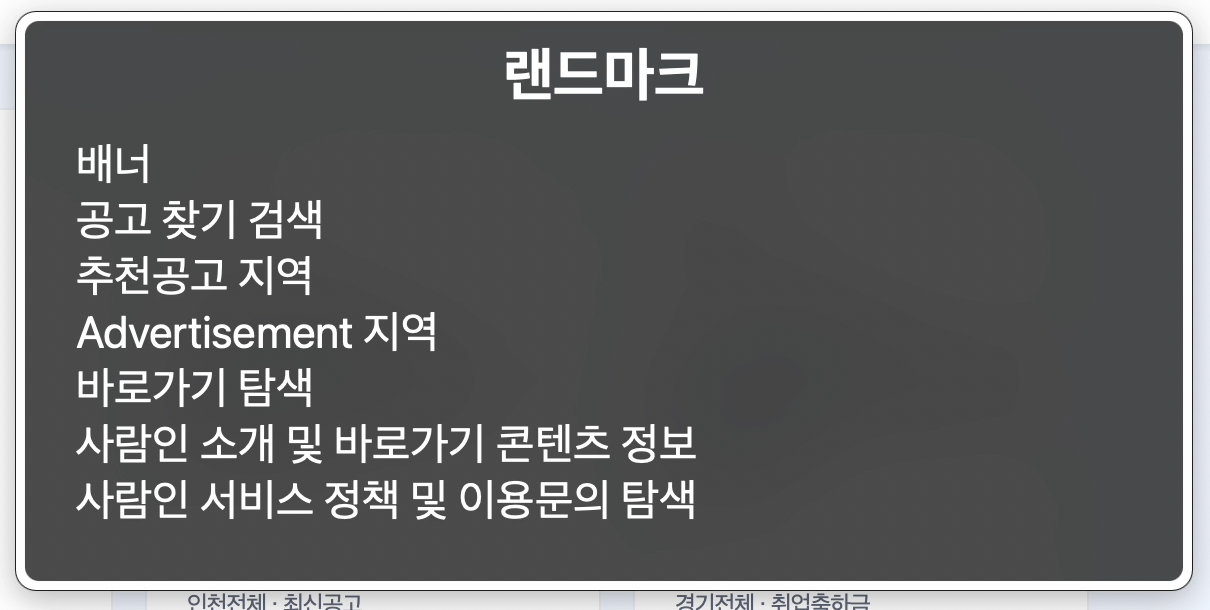 랜드마크
배너
공고 찾기 검색
추천공고 지역
Advertisement 지역
바로가기 탐색
사람인 소개 및 바로가기 콘텐츠 정보
사람인 서비스 정책 및 이용문의 탐색
인천전체 · 최신공고
경기전체 · 취업축하금